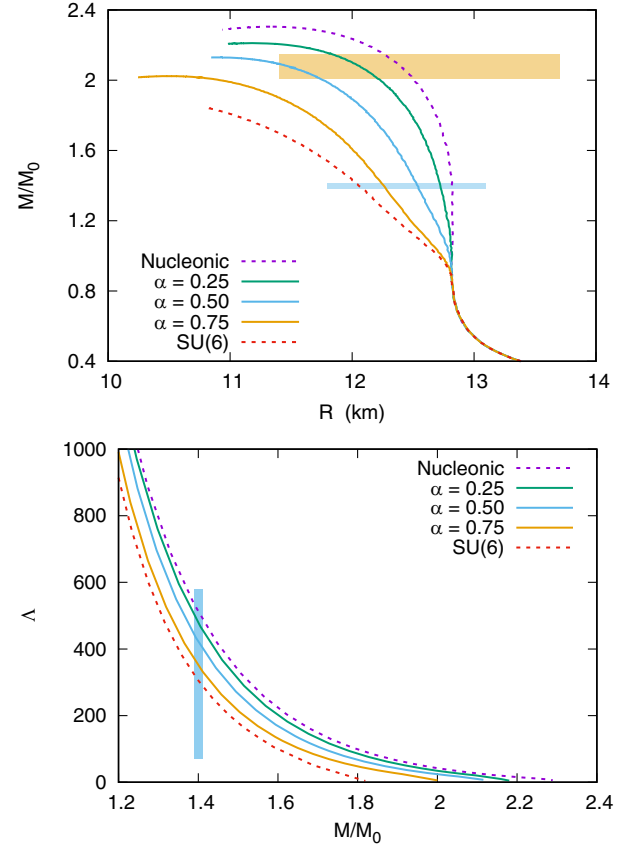 2.4
2
1.6
1.2
0.8
0.4
M/M0
Nucleonic
α = 0.25
α = 0.50
α = 0.75
SU(6)
10 11 12 13 14
R (km)
1000
800
600
400
200
0
Λ
Nucleonic
α = 0.25
α = 0.50
α = 0.75
SU(6)
1.2 1.4 1.6 1.8 2 2.2 2.4
M/M0